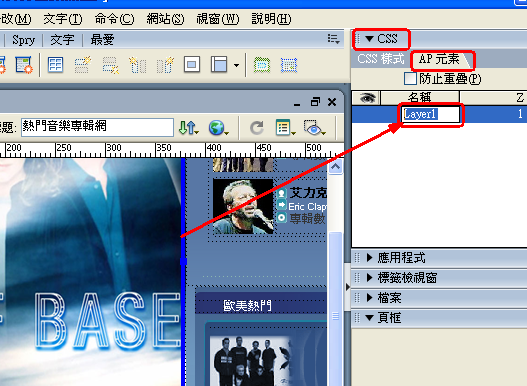 改(M) 文字(T) 命令(C) 網站(S) 視窗(W) 說明(H)
Spry 文字 最愛
CSS
CSS 樣式 AP 元素
防止重疊(P)
名稱 Z
Layer1 1
題: 熱門音樂專輯網
200 250 300 350 400 450 500
艾力克
Eric Clap
專輯數
F BASE
歐美熱門
應用程式
標籤檢視窗
檔案
頁框